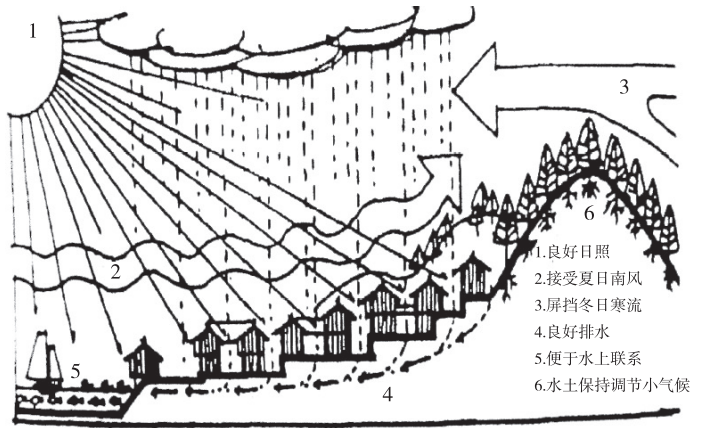 1
3
2
6
1.良好日照
2.接受夏日南风
3.屏挡冬日寒流
4.良好排水
5.便于水上联系
6.水土保持调节小气候
5
4